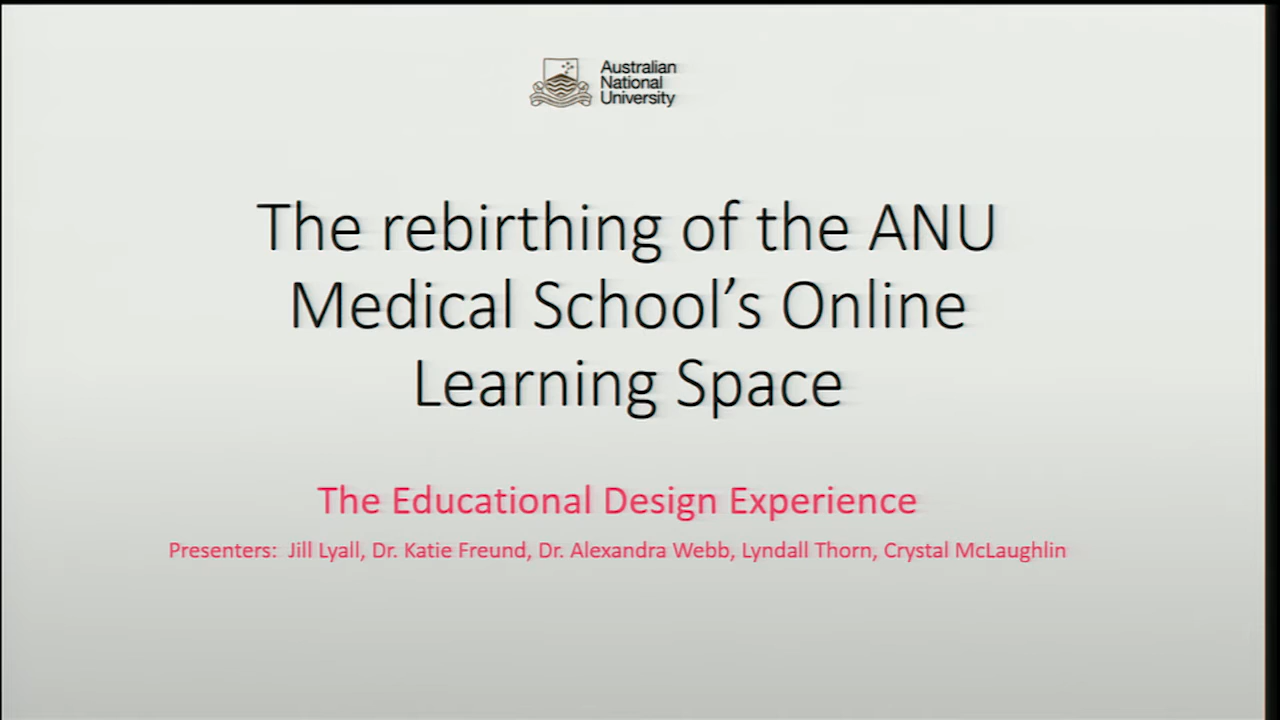 Australian
National
University
The rebirthing of the ANU
Medical School’s Online
Learning Space
The Educational Design Experience
Presenters:  Jill Lyall, Dr. Katie Freund, Dr. Alexandra Webb, Lyndall Thorn, Crystal McLaughlin